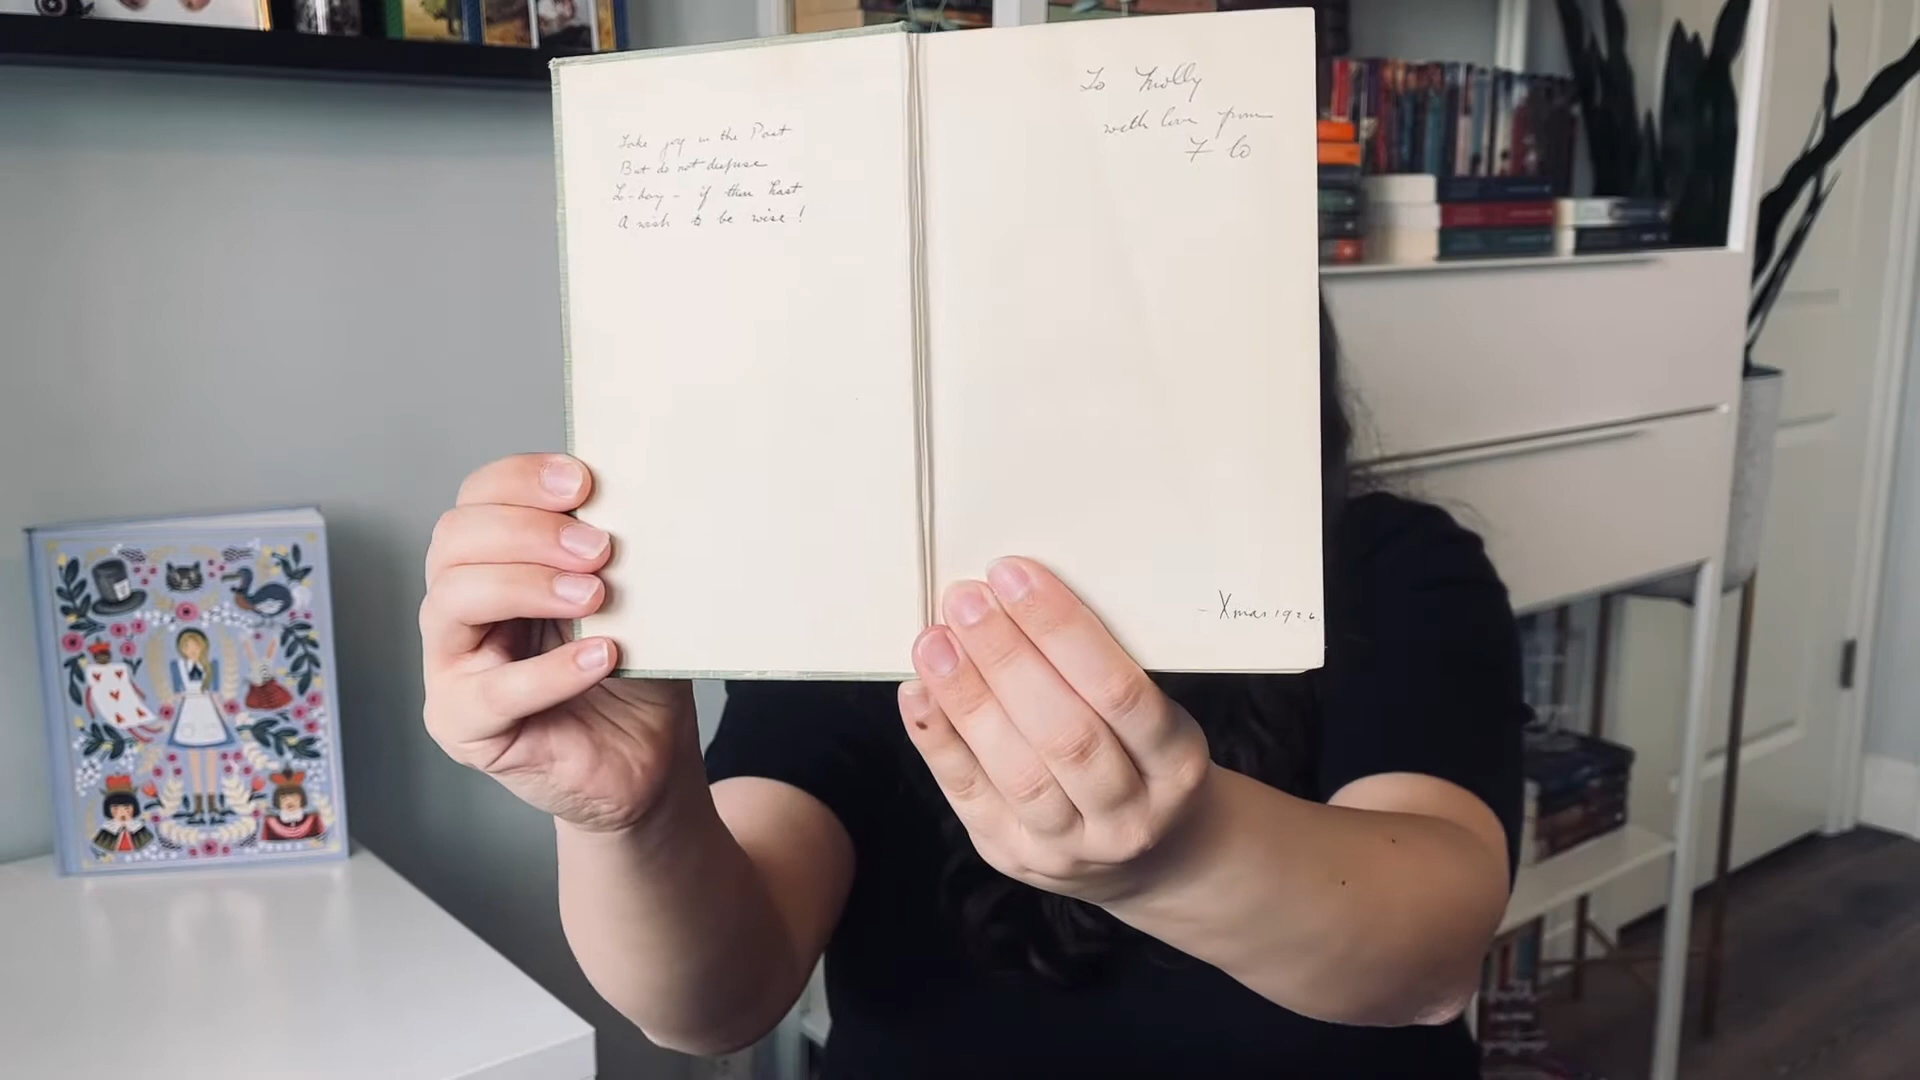 Take joy in the Past
But do not despise
To-day - if thou hast
A wish to be wise!
To Molly
with love from
- Xmas 1926.